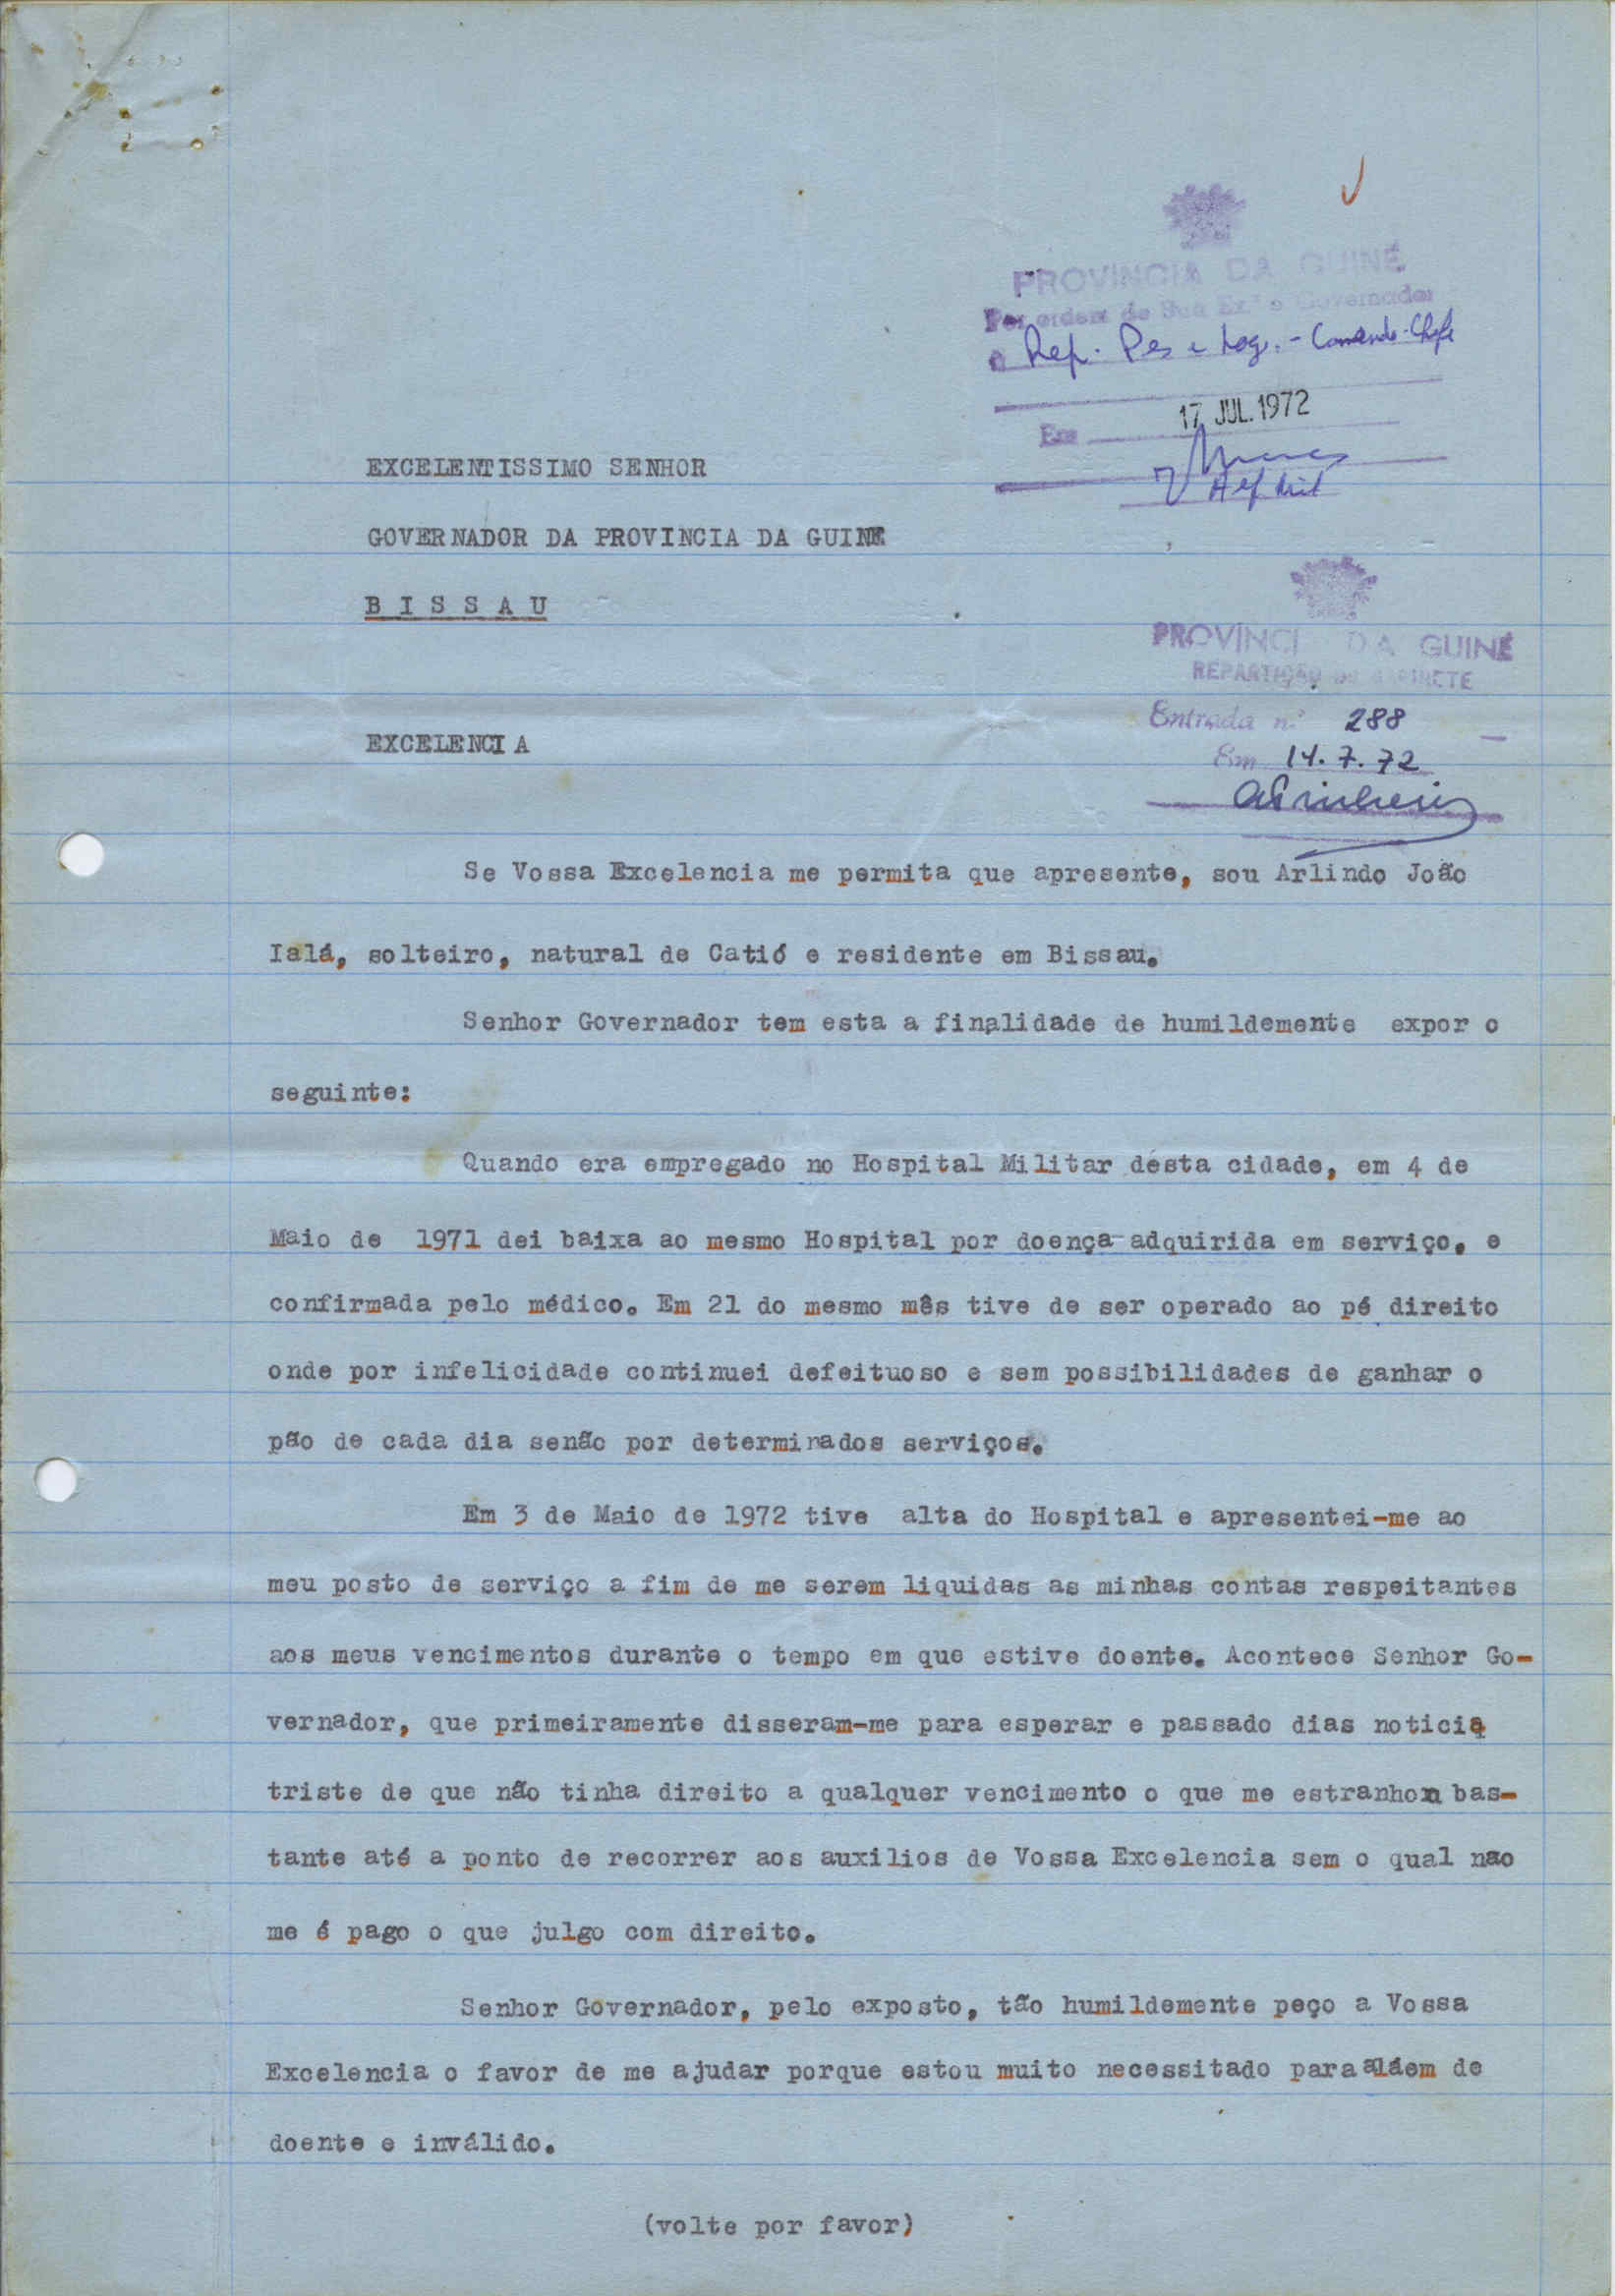 PROVÍNCIA DA GUINÉ
Por ordem de Sua Exª o Governador
à Rep. Pes e Log. - Comando-Chefe
Em 17 JUL. 1972
Alf Mil
EXCELENTISSIMO SENHOR
GOVERNADOR DA PROVINCIA DA GUINE
B I S S A U
PROVINCI DA GUINÉ
REPARTIÇÃO DO GABINETE
Entrada nº 288
Em 14.7.72
EXCELENCIA
Se Vossa Excelencia me permita que apresente, sou Arlindo João
Ialá, solteiro, natural de Catió e residente em Bissau.
Senhor Governador tem esta a finalidade de humildemente expor o
seguinte:
Quando era empregado no Hospital Militar désta cidade, em 4 de
Maio de 1971 dei baixa ao mesmo Hospital por doença adquirida em serviço. e
confirmada pelo médico. Em 21 do mesmo mês tive de ser operado ao pé direito
onde por infelicidade continuei defeituoso e sem possibilidades de ganhar o
pão de cada dia senão por determinados serviços.
Em 3 de Maio de 1972 tive alta do Hospital e apresentei-me ao
meu posto de serviço a fim de me serem liquidas as minhas contas respeitantes
aos meus vencimentos durante o tempo em que estive doente. Acontece Senhor Go-
vernador, que primeiramente disseram-me para esperar e passado dias noticia
triste de que não tinha direito a qualquer vencimento o que me estranhou bas-
tante até a ponto de recorrer aos auxilios de Vossa Excelencia sem o qual nao
me é pago o que julgo com direito.
Senhor Governador, pelo exposto, tão humildemente peço a Vossa
Excelencia o favor de me ajudar porque estou muito necessitado para aláem de
doente e inválido.
(volte por favor)